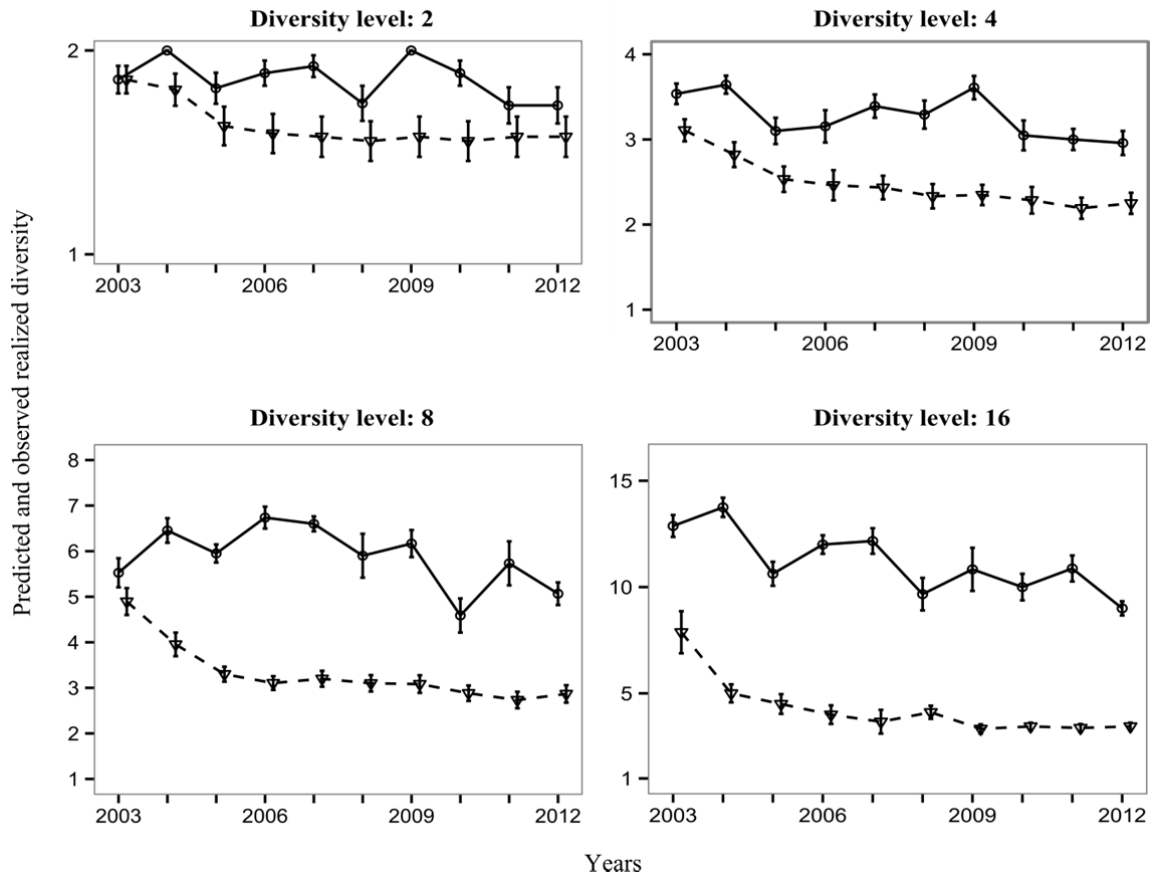 Diversity level: 2
Diversity level: 4
2
1
2003 2006 2009 2012
4
3
2
1
2003 2006 2009 2012
Predicted and observed realized diversity
Diversity level: 8
Diversity level: 16
8
7
6
5
4
3
2
1
2003 2006 2009 2012
15
10
5
1
2003 2006 2009 2012
Years